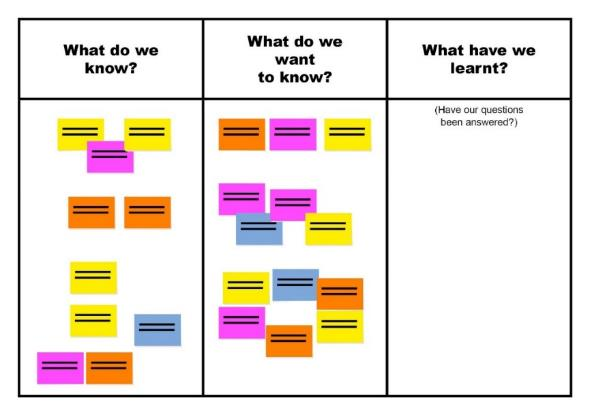 What do we
know?
What do we
want
to know?
What have we
learnt?
(Have our questions
been answered?)